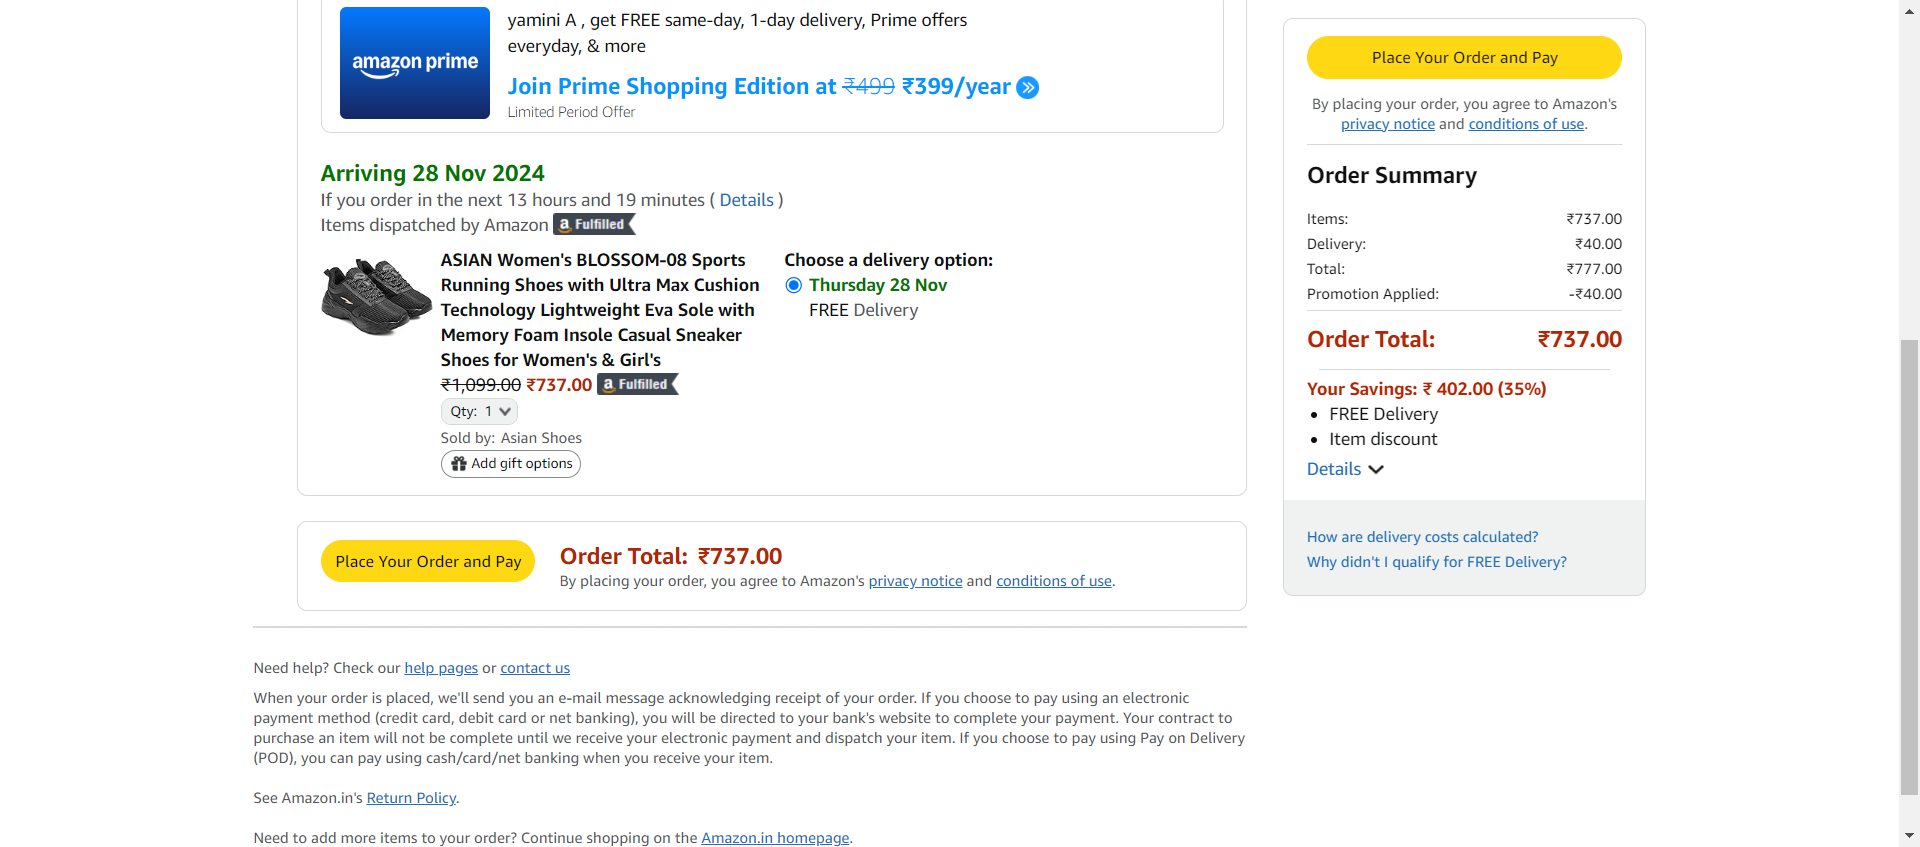 amazon prime
yamini A , get FREE same-day, 1-day delivery, Prime offers
everyday, & more
Join Prime Shopping Edition at ₹499 ₹399/year
Limited Period Offer
Arriving 28 Nov 2024
If you order in the next 13 hours and 19 minutes ( Details )
Items dispatched by Amazon a Fulfilled
ASIAN Women's BLOSSOM-08 Sports
Running Shoes with Ultra Max Cushion
Technology Lightweight Eva Sole with
Memory Foam Insole Casual Sneaker
Shoes for Women's & Girl's
₹1,099.00 ₹737.00 a Fulfilled
Qty: 1
Sold by: Asian Shoes
Add gift options
Choose a delivery option:
Thursday 28 Nov
FREE Delivery
Place Your Order and Pay
Order Total: ₹737.00
By placing your order, you agree to Amazon's privacy notice and conditions of use.
Need help? Check our help pages or contact us
When your order is placed, we'll send you an e-mail message acknowledging receipt of your order. If you choose to pay using an electronic
payment method (credit card, debit card or net banking), you will be directed to your bank's website to complete your payment. Your contract to
purchase an item will not be complete until we receive your electronic payment and dispatch your item. If you choose to pay using Pay on Delivery
(POD), you can pay using cash/card/net banking when you receive your item.
See Amazon.in's Return Policy.
Need to add more items to your order? Continue shopping on the Amazon.in homepage.
Place Your Order and Pay
By placing your order, you agree to Amazon's
privacy notice and conditions of use.
Order Summary
Items: ₹737.00
Delivery: ₹40.00
Total: ₹777.00
Promotion Applied: -₹40.00
Order Total: ₹737.00
Your Savings: ₹ 402.00 (35%)
• FREE Delivery
• Item discount
Details
How are delivery costs calculated?
Why didn't I qualify for FREE Delivery?